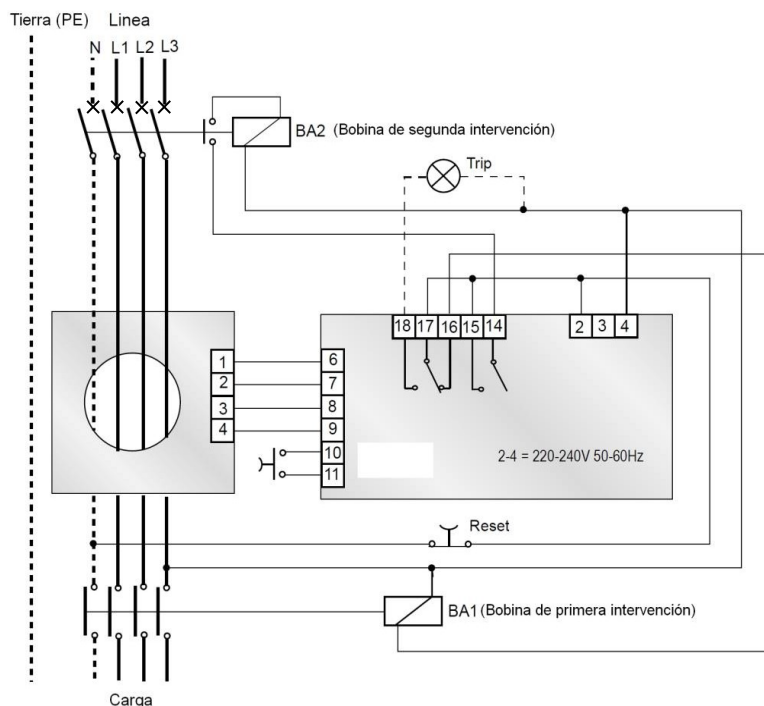 Tierra (PE) Linea
N L1 L2 L3
BA2 (Bobina de segunda intervención)
Trip
18 17 16 15 14
2 3 4
1
2
3
4
6
7
8
9
10
11
2-4 = 220-240V 50-60Hz
Reset
BA1 (Bobina de primera intervención)
Carga